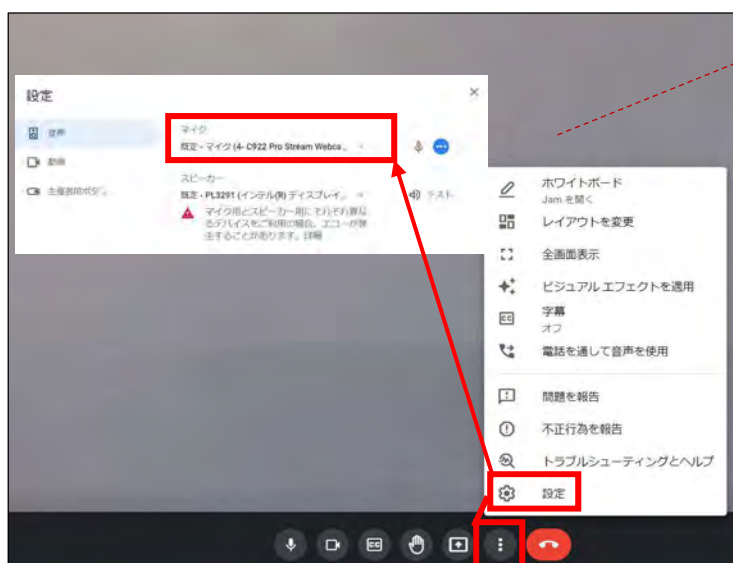 設定
音声
マイク
既定 - マイク (4- C922 Pro Stream Webca...
動画
スピーカー
既定 - PL3291 (インテル(R) ディスプレイ...
テスト
マイク用とスピーカー用にそれぞれ異な
るデバイスをご利用の場合、エコーが発
生することがあります。詳細
ホワイトボード
Jam を開く
レイアウトを変更
全画面表示
ビジュアル エフェクトを適用
字幕
オフ
電話を通して音声を使用
問題を報告
不正行為を報告
トラブルシューティングとヘルプ
設定